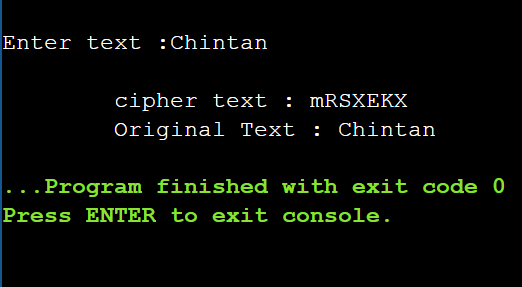 Enter text :Chintan
cipher text : mRSXEKX
Original Text : Chintan
...Program finished with exit code 0
Press ENTER to exit console.